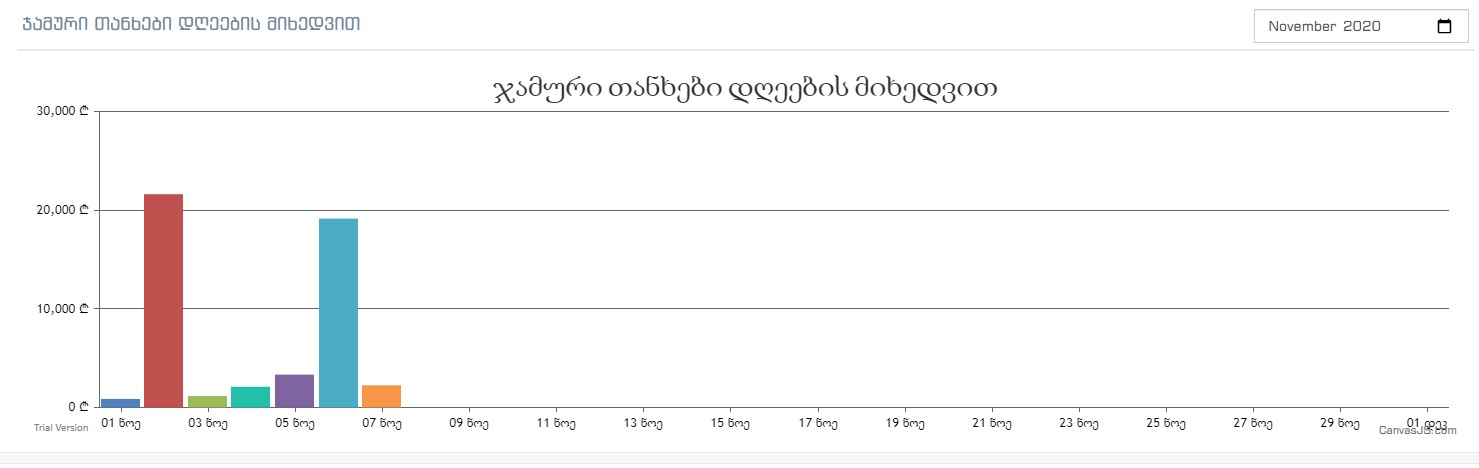 ჯამური თანხები დღეების მიხედვით
November 2020
ჯამური თანხები დღეების მიხედვით
30,000 ₾
20,000 ₾
10,000 ₾
0 ₾
01 ნოე 03 ნოე 05 ნოე 07 ნოე 09 ნოე 11 ნოე 13 ნოე 15 ნოე 17 ნოე 19 ნოე 21 ნოე 23 ნოე 25 ნოე 27 ნოე 29 ნოე 01 დეკ
Trial Version
CanvasJS.com